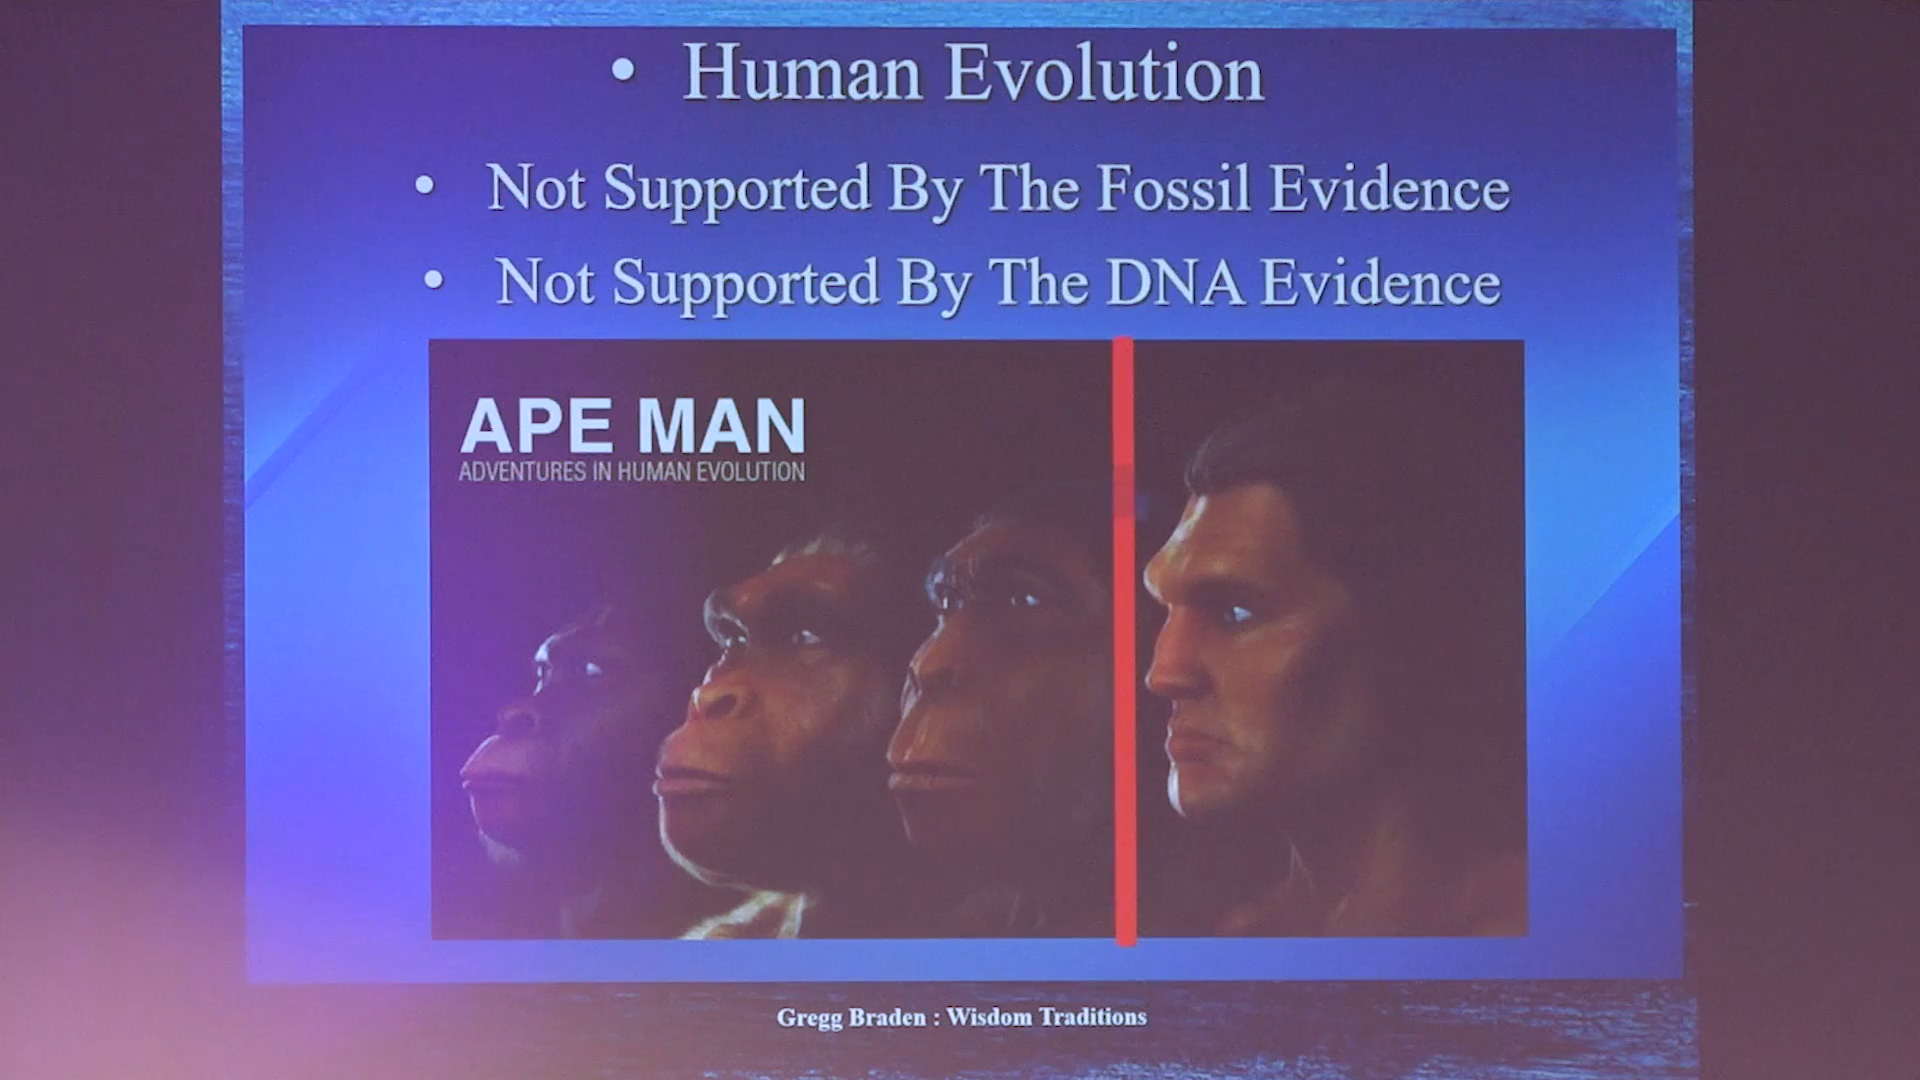 • Human Evolution
• Not Supported By The Fossil Evidence
• Not Supported By The DNA Evidence
APE MAN
ADVENTURES IN HUMAN EVOLUTION
Gregg Braden : Wisdom Traditions